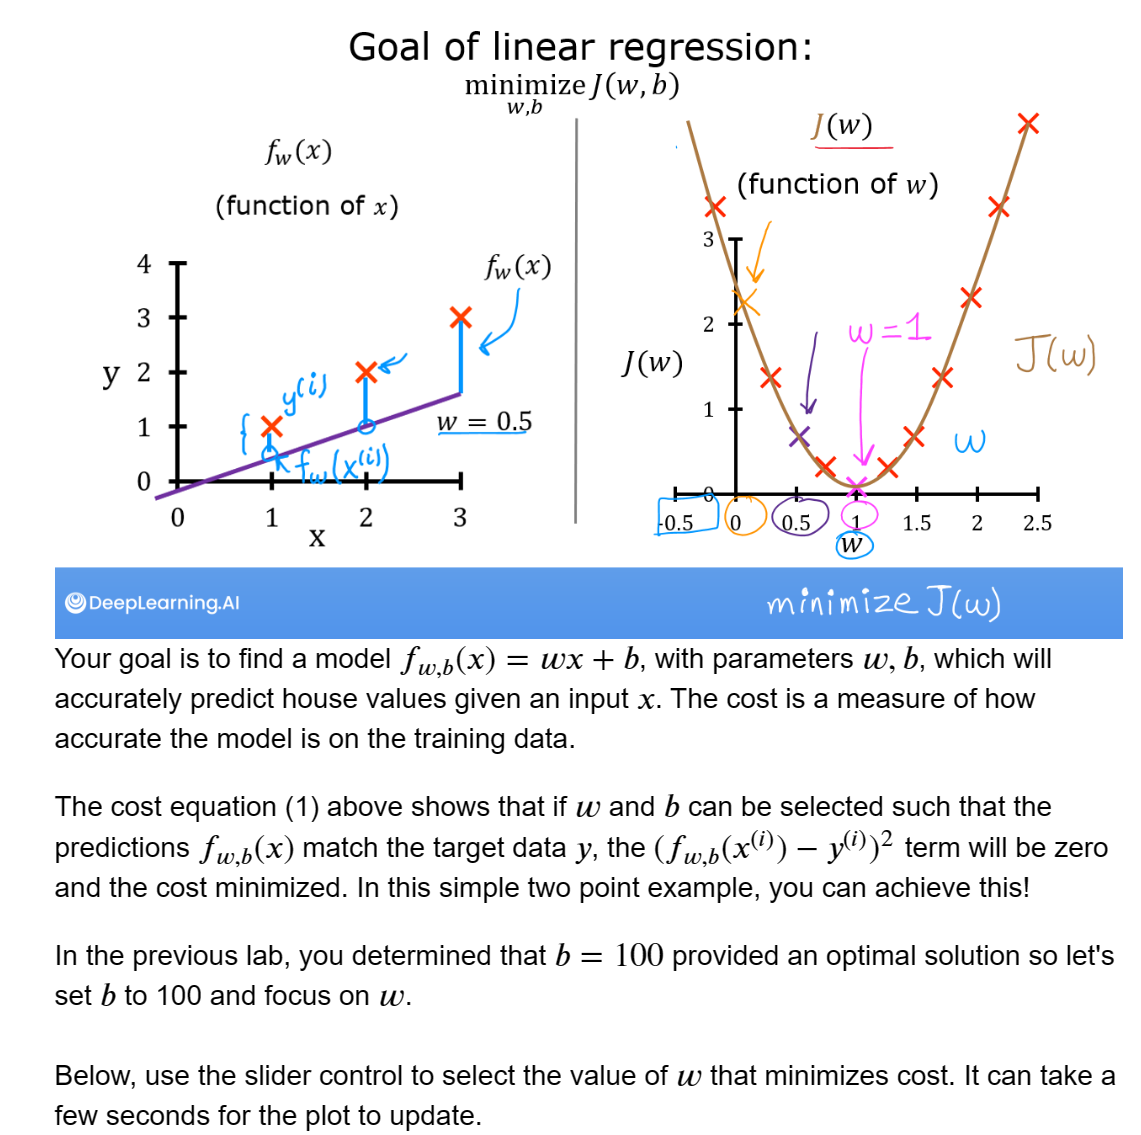 Goal of linear regression:
minimize J(w, b)
w,b
f_w(x)
(function of x)
J(w)
(function of w)
4
3
y 2
1
0
0 1 2 3
x
f_w(x)
y^(i)
f_w(x^(i))
w = 0.5
3
2
1
0
J(w)
w = 1
J(w)
w
-0.5 0 0.5 1 1.5 2 2.5
w
DeepLearning.AI
minimize J(w)
Your goal is to find a model f_{w,b}(x) = wx + b, with parameters w, b, which will
accurately predict house values given an input x. The cost is a measure of how
accurate the model is on the training data.
The cost equation (1) above shows that if w and b can be selected such that the
predictions f_{w,b}(x) match the target data y, the (f_{w,b}(x^(i)) − y^(i))² term will be zero
and the cost minimized. In this simple two point example, you can achieve this!
In the previous lab, you determined that b = 100 provided an optimal solution so let's
set b to 100 and focus on w.
Below, use the slider control to select the value of w that minimizes cost. It can take a
few seconds for the plot to update.